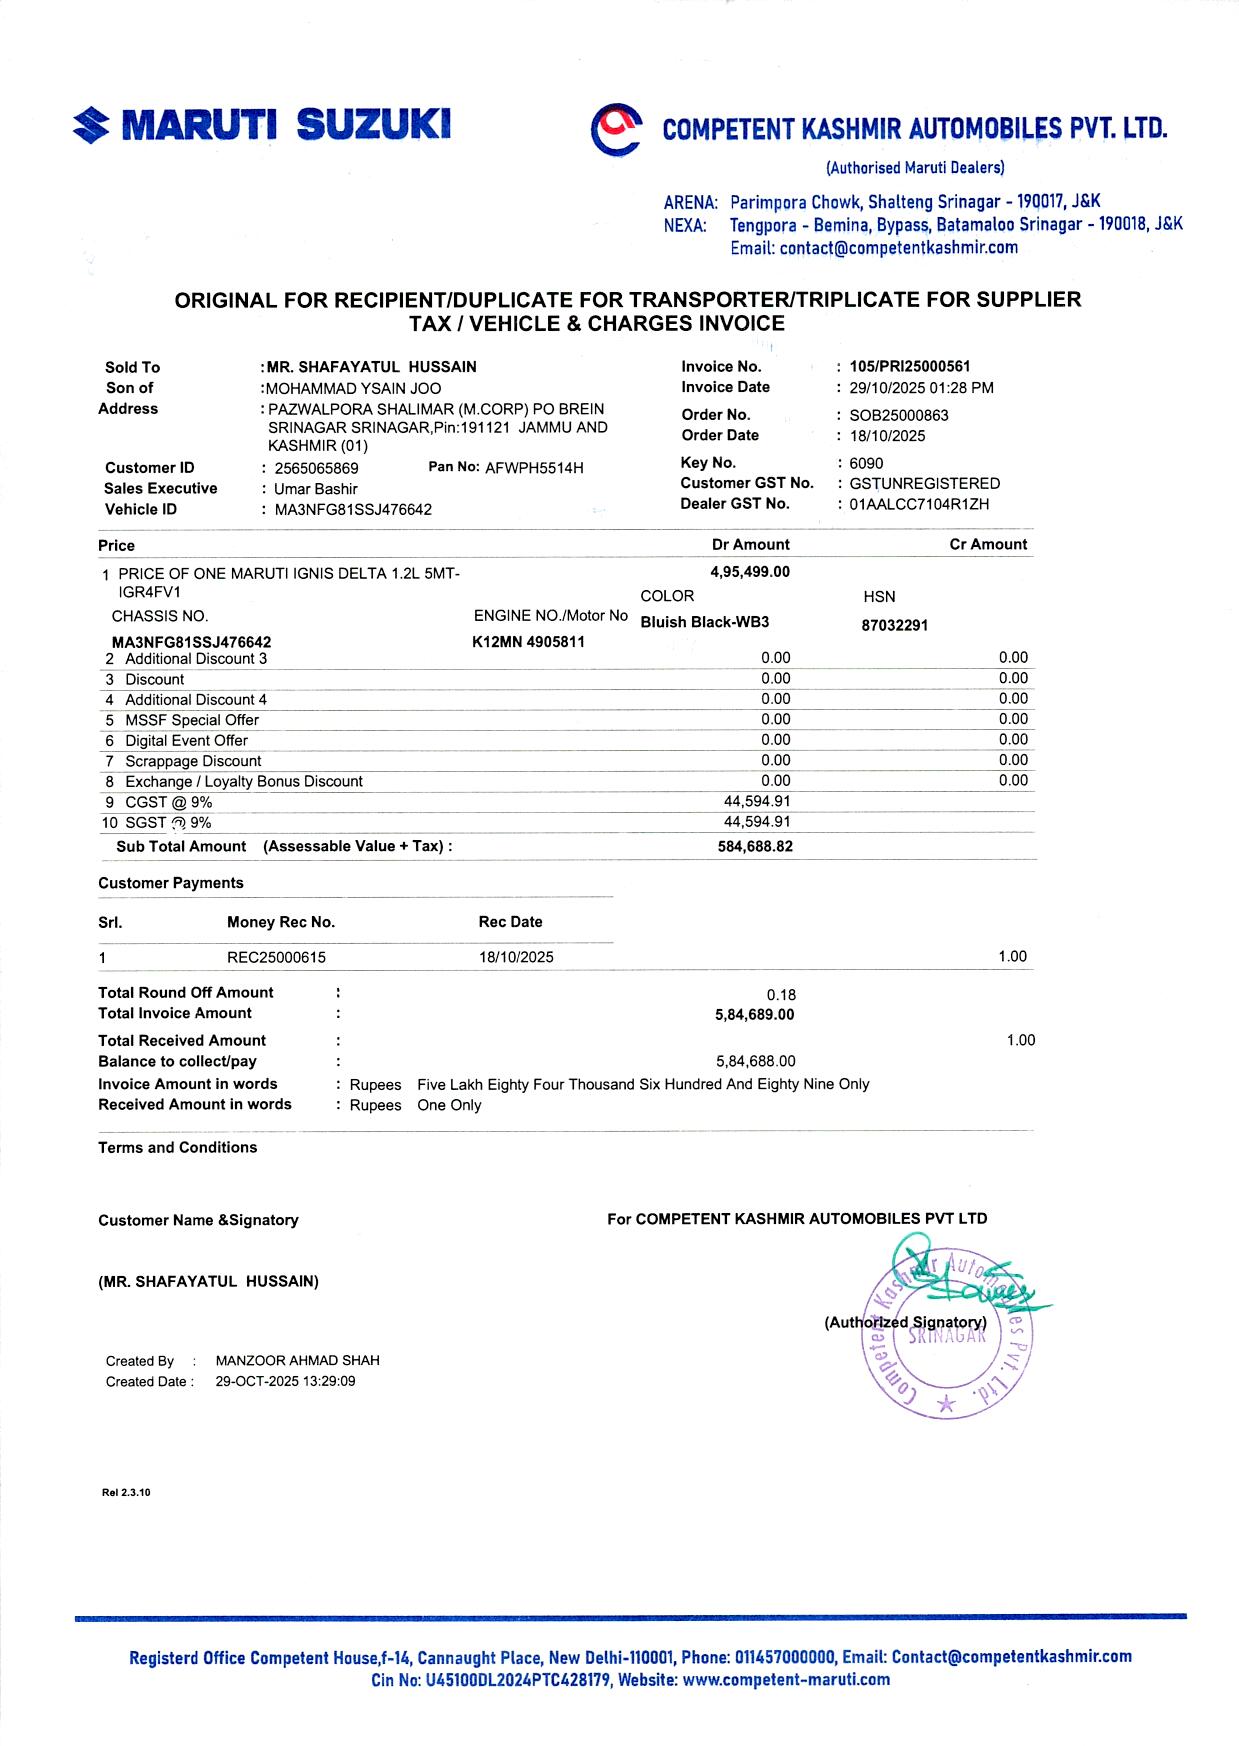 MARUTI SUZUKI
COMPETENT KASHMIR AUTOMOBILES PVT. LTD.
(Authorised Maruti Dealers)
ARENA: Parimpora Chowk, Shalteng Srinagar - 190017, J&K
NEXA: Tengpora - Bemina, Bypass, Batamaloo Srinagar - 190018, J&K
Email: contact@competentkashmir.com
ORIGINAL FOR RECIPIENT/DUPLICATE FOR TRANSPORTER/TRIPLICATE FOR SUPPLIER
TAX / VEHICLE & CHARGES INVOICE
Sold To :MR. SHAFAYATUL HUSSAIN Invoice No. : 105/PRI25000561
Son of :MOHAMMAD YSAIN JOO Invoice Date : 29/10/2025 01:28 PM
Address : PAZWALPORA SHALIMAR (M.CORP) PO BREIN Order No. : SOB25000863
SRINAGAR SRINAGAR,Pin:191121 JAMMU AND Order Date : 18/10/2025
KASHMIR (01)
Customer ID : 2565065869 Pan No: AFWPH5514H Key No. : 6090
Sales Executive : Umar Bashir Customer GST No. : GSTUNREGISTERED
Vehicle ID : MA3NFG81SSJ476642 Dealer GST No. : 01AALCC7104R1ZH
Price Dr Amount Cr Amount
1 PRICE OF ONE MARUTI IGNIS DELTA 1.2L 5MT- 4,95,499.00
IGR4FV1 COLOR HSN
CHASSIS NO. ENGINE NO./Motor No Bluish Black-WB3 87032291
MA3NFG81SSJ476642 K12MN 4905811
2 Additional Discount 3 0.00 0.00
3 Discount 0.00 0.00
4 Additional Discount 4 0.00 0.00
5 MSSF Special Offer 0.00 0.00
6 Digital Event Offer 0.00 0.00
7 Scrappage Discount 0.00 0.00
8 Exchange / Loyalty Bonus Discount 0.00 0.00
9 CGST @ 9% 44,594.91
10 SGST @ 9% 44,594.91
Sub Total Amount (Assessable Value + Tax) : 584,688.82
Customer Payments
Srl. Money Rec No. Rec Date
1 REC25000615 18/10/2025 1.00
Total Round Off Amount : 0.18
Total Invoice Amount : 5,84,689.00
Total Received Amount : 1.00
Balance to collect/pay : 5,84,688.00
Invoice Amount in words : Rupees Five Lakh Eighty Four Thousand Six Hundred And Eighty Nine Only
Received Amount in words : Rupees One Only
Terms and Conditions
Customer Name &Signatory For COMPETENT KASHMIR AUTOMOBILES PVT LTD
(MR. SHAFAYATUL HUSSAIN)
(Authorized Signatory)
Competent Kashmir Automobiles Pvt. Ltd.
SRINAGAR
Created By : MANZOOR AHMAD SHAH
Created Date : 29-OCT-2025 13:29:09
Rel 2.3.10
Registerd Office Competent House,f-14, Cannaught Place, New Delhi-110001, Phone: 011457000000, Email: Contact@competentkashmir.com
Cin No: U45100DL2024PTC428179, Website: www.competent-maruti.com